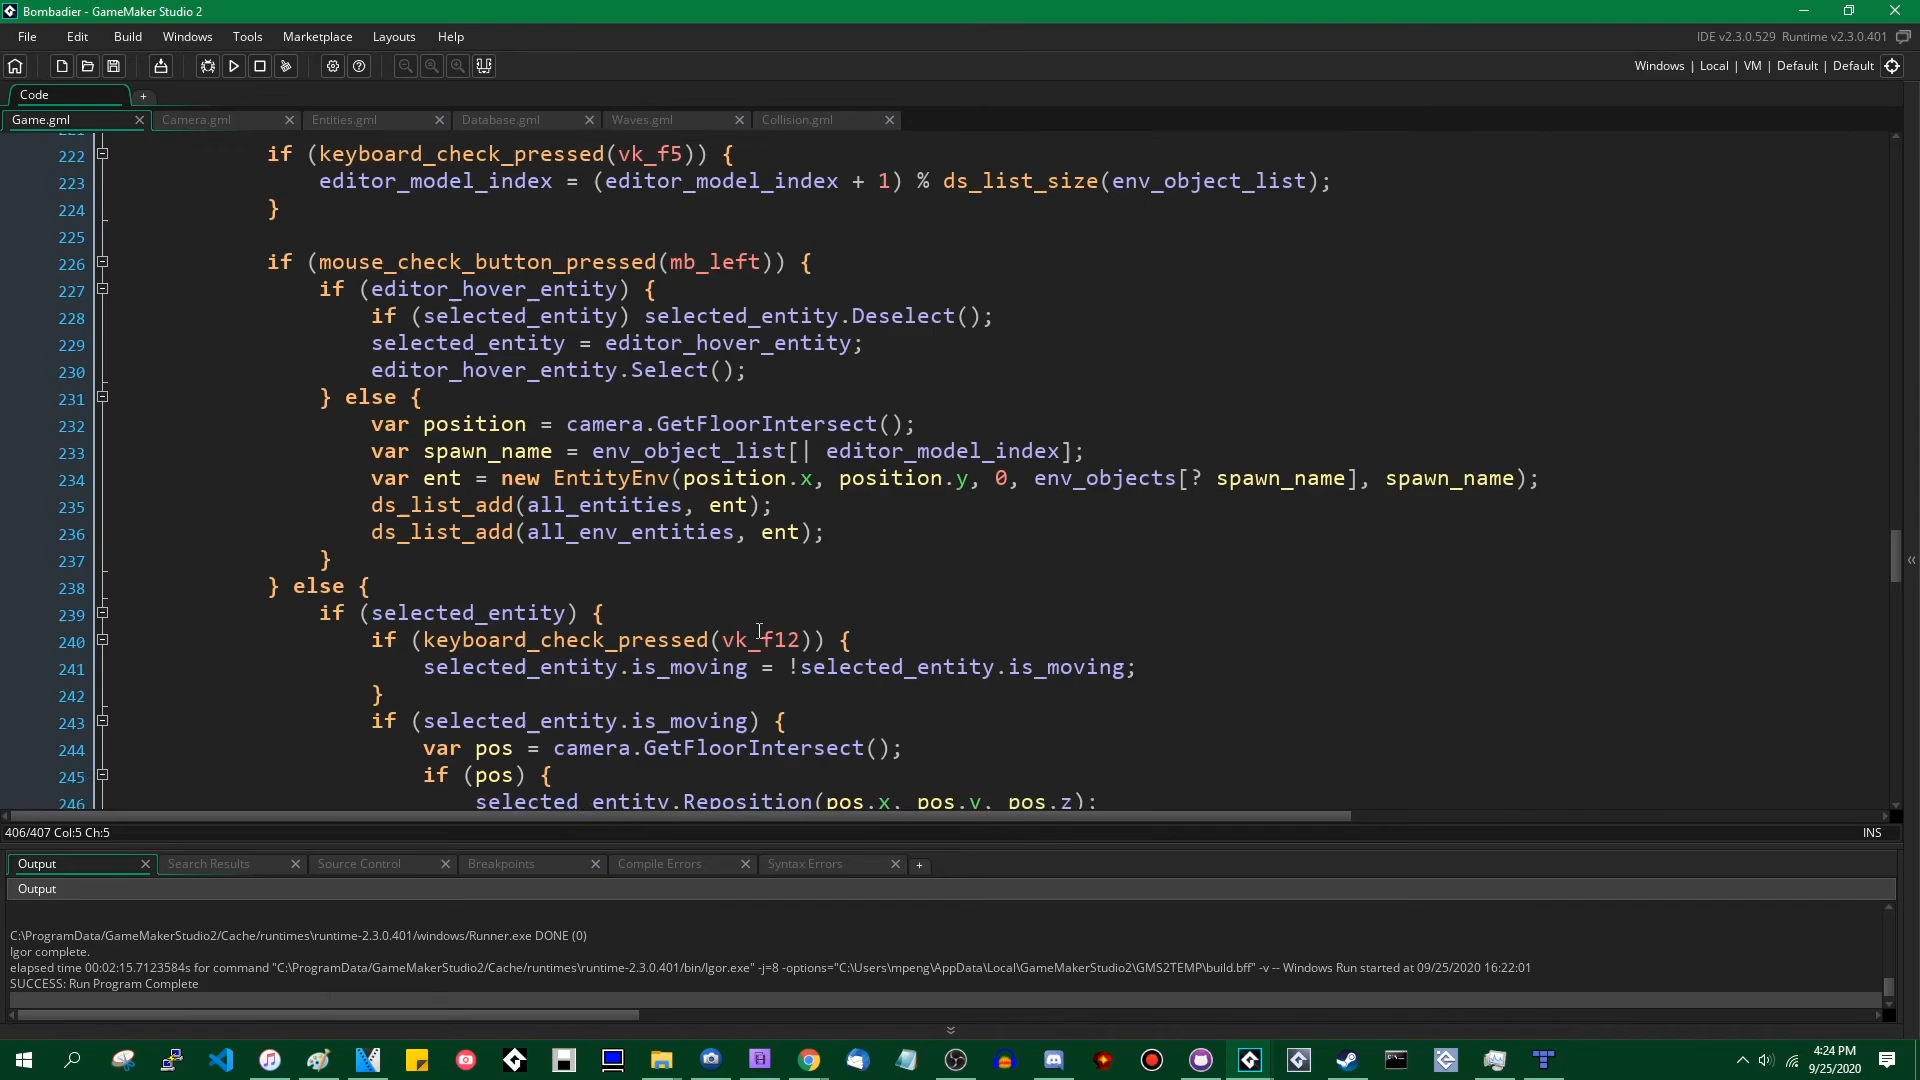 Bombadier - GameMaker Studio 2
File Edit Build Windows Tools Marketplace Layouts Help
IDE v2.3.0.529 Runtime v2.3.0.401
Windows | Local | VM | Default | Default
Code +
Game.gml Camera.gml Entities.gml Database.gml Waves.gml Collision.gml
222 if (keyboard_check_pressed(vk_f5)) {
223 editor_model_index = (editor_model_index + 1) % ds_list_size(env_object_list);
224 }
225
226 if (mouse_check_button_pressed(mb_left)) {
227 if (editor_hover_entity) {
228 if (selected_entity) selected_entity.Deselect();
229 selected_entity = editor_hover_entity;
230 editor_hover_entity.Select();
231 } else {
232 var position = camera.GetFloorIntersect();
233 var spawn_name = env_object_list[| editor_model_index];
234 var ent = new EntityEnv(position.x, position.y, 0, env_objects[? spawn_name], spawn_name);
235 ds_list_add(all_entities, ent);
236 ds_list_add(all_env_entities, ent);
237 }
238 } else {
239 if (selected_entity) {
240 if (keyboard_check_pressed(vk_f12)) {
241 selected_entity.is_moving = !selected_entity.is_moving;
242 }
243 if (selected_entity.is_moving) {
244 var pos = camera.GetFloorIntersect();
245 if (pos) {
246 selected_entity.Reposition(pos.x, pos.y, pos.z);
406/407 Col:5 Ch:5 INS
Output Search Results Source Control Breakpoints Compile Errors Syntax Errors +
Output
C:\ProgramData/GameMakerStudio2/Cache/runtimes\runtime-2.3.0.401/windows/Runner.exe DONE (0)
Igor complete.
elapsed time 00:02:15.7123584s for command "C:\ProgramData/GameMakerStudio2/Cache/runtimes\runtime-2.3.0.401/bin/Igor.exe" -j=8 -options="C:\Users\mpeng\AppData\Local\GameMakerStudio2\GMS2TEMP\build.bff" -v -- Windows Run started at 09/25/2020 16:22:01
SUCCESS: Run Program Complete
4:24 PM
9/25/2020